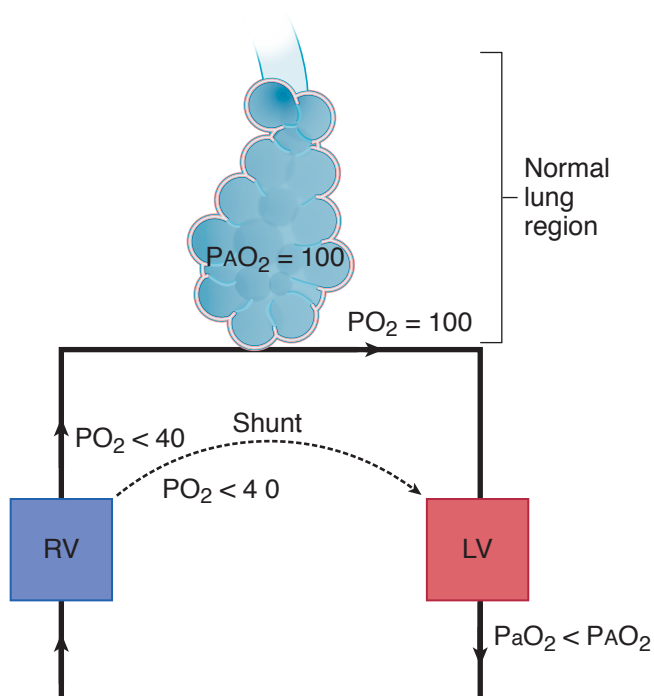 Normal
lung
region
PAO₂ = 100
PO₂ = 100
Shunt
PO₂ < 40
PO₂ < 4 0
RV
LV
PaO₂ < PAO₂